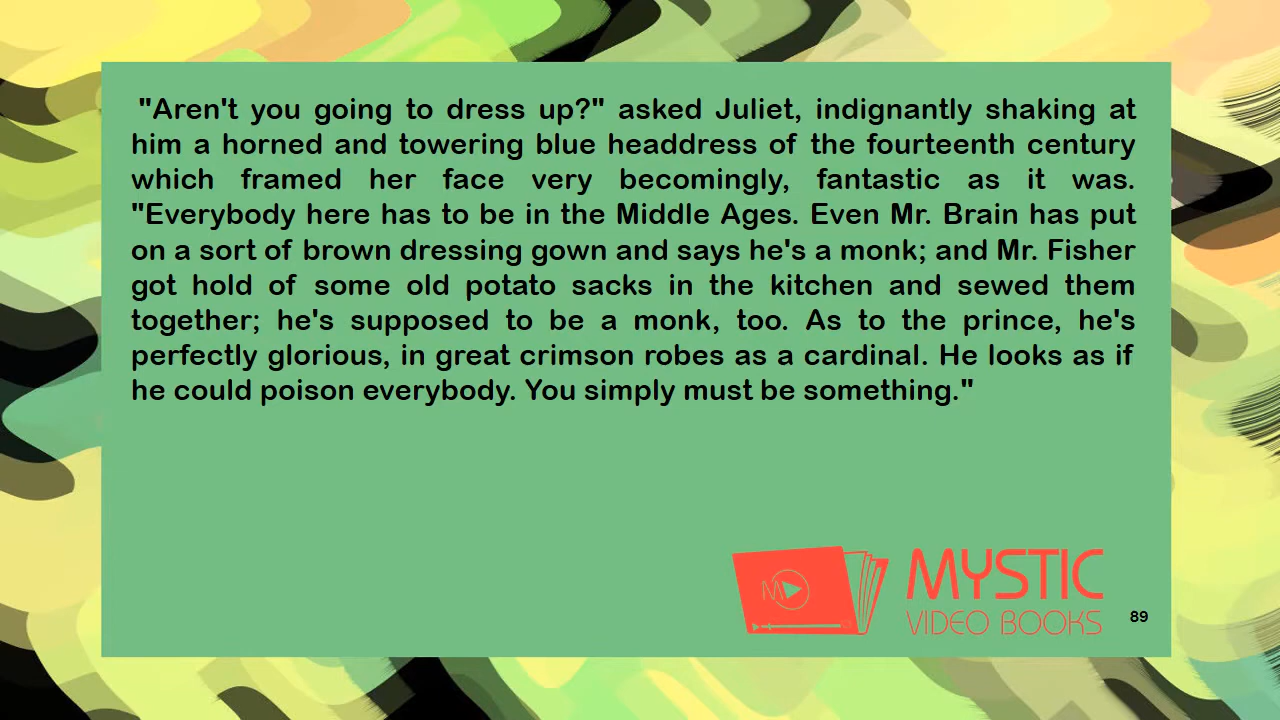 "Aren't you going to dress up?" asked Juliet, indignantly shaking at
him a horned and towering blue headdress of the fourteenth century
which framed her face very becomingly, fantastic as it was.
"Everybody here has to be in the Middle Ages. Even Mr. Brain has put
on a sort of brown dressing gown and says he's a monk; and Mr. Fisher
got hold of some old potato sacks in the kitchen and sewed them
together; he's supposed to be a monk, too. As to the prince, he's
perfectly glorious, in great crimson robes as a cardinal. He looks as if
he could poison everybody. You simply must be something."
M
MYSTIC
VIDEO BOOKS
89